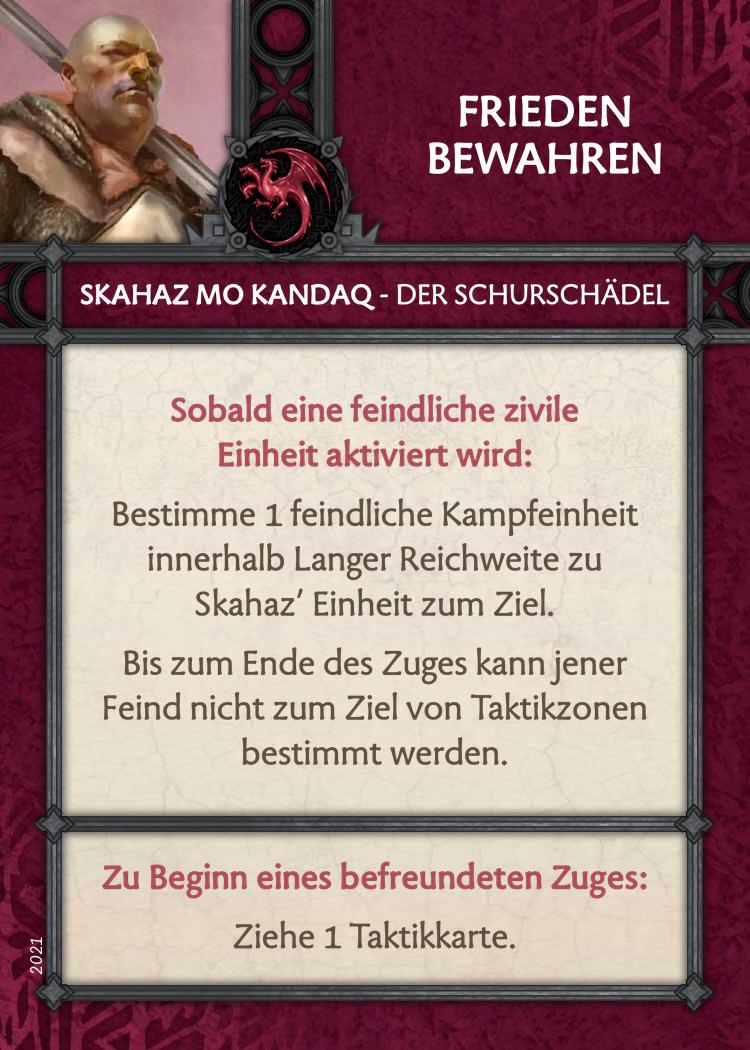 FRIEDEN
BEWAHREN
SKAHAZ MO KANDAQ - DER SCHURSCHÄDEL
Sobald eine feindliche zivile
Einheit aktiviert wird:
Bestimme 1 feindliche Kampfeinheit
innerhalb Langer Reichweite zu
Skahaz’ Einheit zum Ziel.
Bis zum Ende des Zuges kann jener
Feind nicht zum Ziel von Taktikzonen
bestimmt werden.
Zu Beginn eines befreundeten Zuges:
Ziehe 1 Taktikkarte.
2021